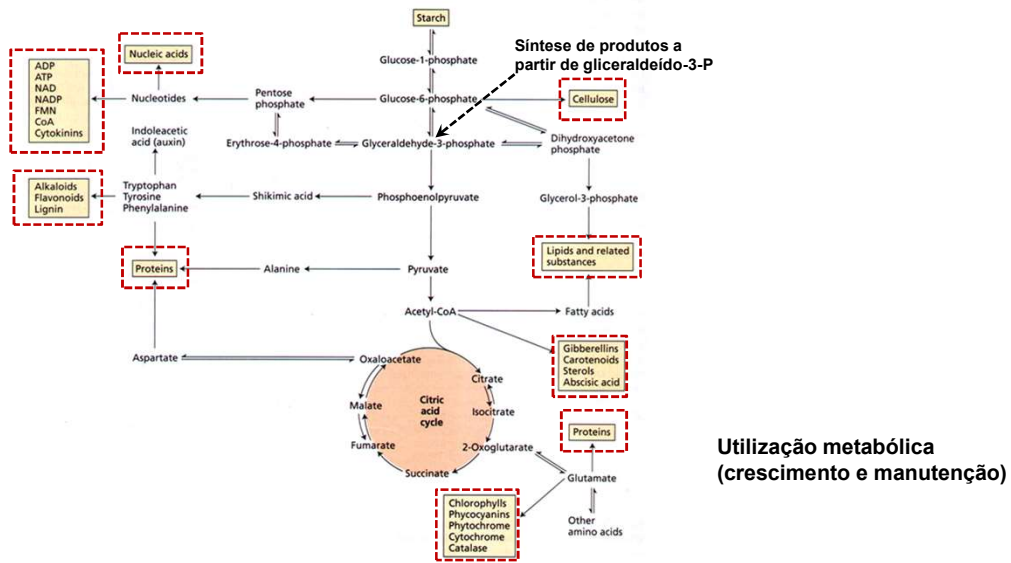 Starch
Síntese de produtos a
partir de gliceraldeído-3-P
Nucleic acids
Glucose-1-phosphate
ADP
ATP
NAD
NADP
FMN
CoA
Cytokinins
Nucleotides
Pentose
phosphate
Glucose-6-phosphate
Cellulose
Indoleacetic
acid (auxin)
Erythrose-4-phosphate
Glyceraldehyde-3-phosphate
Dihydroxyacetone
phosphate
Alkaloids
Flavonoids
Lignin
Tryptophan
Tyrosine
Phenylalanine
Shikimic acid
Phosphoenolpyruvate
Glycerol-3-phosphate
Lipids and related
substances
Proteins
Alanine
Pyruvate
Acetyl-CoA
Fatty acids
Aspartate
Oxaloacetate
Gibberellins
Carotenoids
Sterols
Abscisic acid
Citrate
Malate
Citric
acid
cycle
Isocitrate
Proteins
Fumarate
2-Oxoglutarate
Succinate
Glutamate
Utilização metabólica
(crescimento e manutenção)
Chlorophylls
Phycocyanins
Phytochrome
Cytochrome
Catalase
Other
amino acids